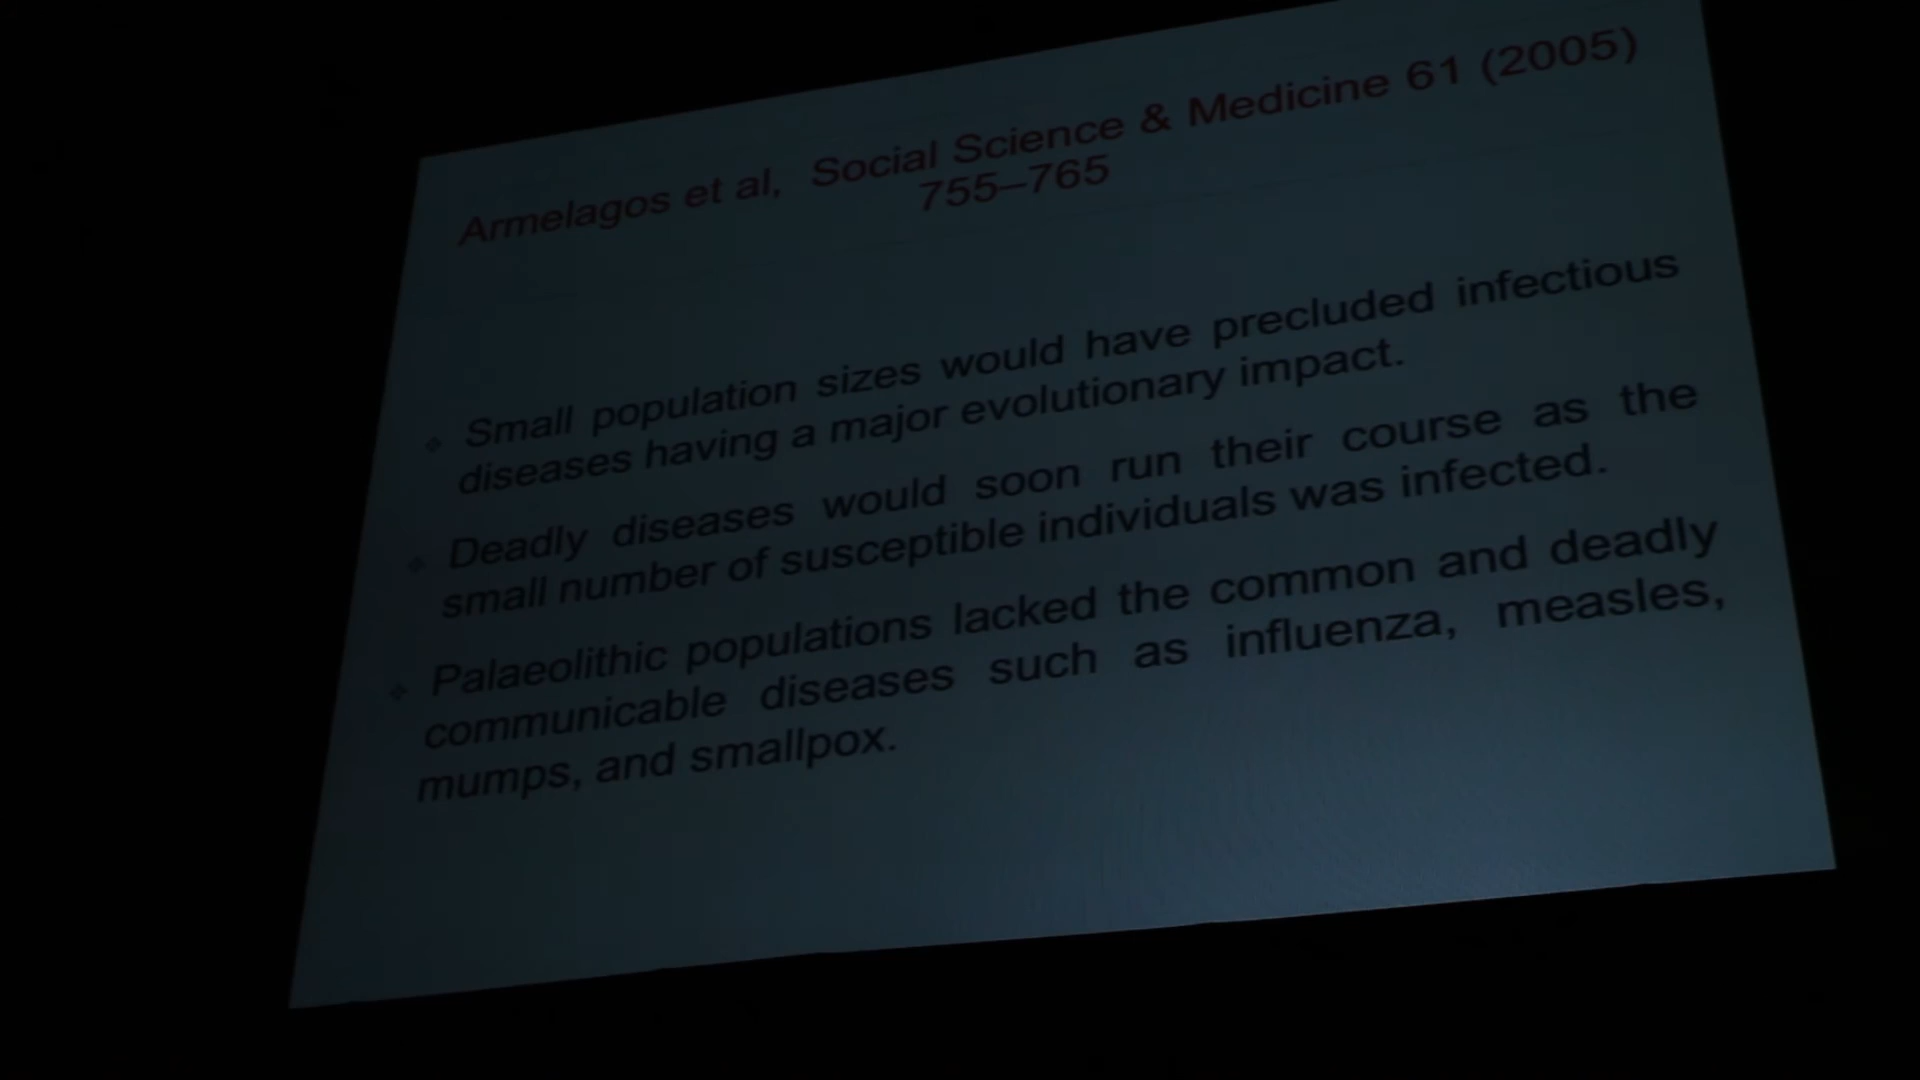 Armelagos et al, Social Science & Medicine 61 (2005)
755–765
Small population sizes would have precluded infectious
diseases having a major evolutionary impact.
Deadly diseases would soon run their course as the
small number of susceptible individuals was infected.
Palaeolithic populations lacked the common and deadly
communicable diseases such as influenza, measles,
mumps, and smallpox.